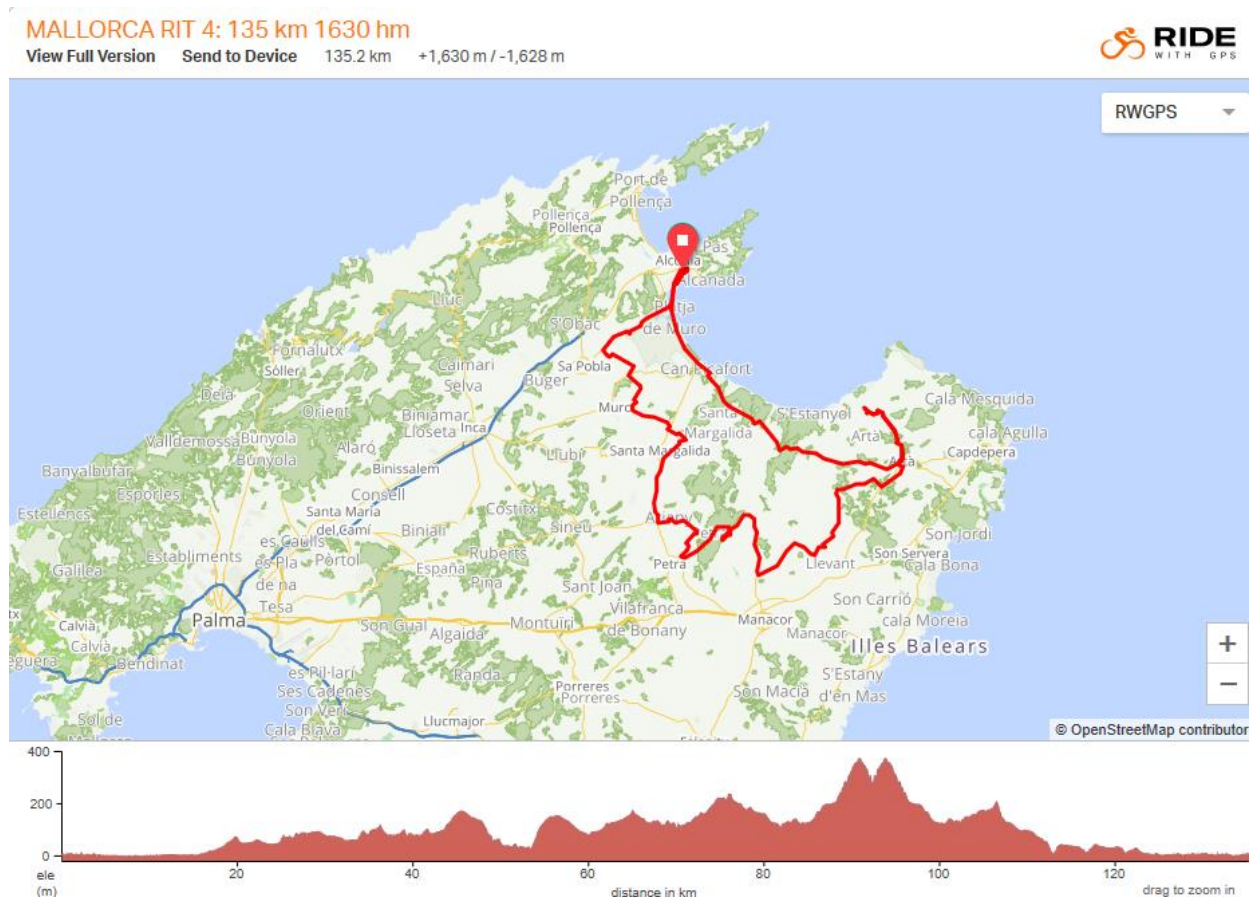 MALLORCA RIT 4: 135 km 1630 hm
View Full Version Send to Device 135.2 km +1,630 m / -1,628 m
RIDE
WITH GPS
RWGPS
Port de
Pollença
Pollença
Pollença
Alcanada
Lluc
S'Obac
Platja
de Muro
Fornalutx
Sóller
Caimari
Selva
Sa Pobla
Búger
Can Picafort
Deià
Orient
Biniamar
Lloseta
Inca
Muro
Santa
Margalida
S'Estanyol
Cala Mesquida
cala Agulla
Artà
Capdepera
Valldemossa
Bunyola
Bunyola
Alaró
Binissalem
Llubí
Santa Margalida
Banyalbufar
Esporles
Consell
Estellencs
Santa Maria
del Camí
Biniali
Costitx
Sineu
Son Jordi
Establiments
es Caülls
es Pla
de na
Tesa
Pòrtol
España
Ruberts
Pina
Petra
Llevant
Son Servera
Cala Bona
Galilea
Sant Joan
Vilafranca
de Bonany
Son Carrió
cala Moreia
Palma
Son Gual
Algaida
Montuïri
Manacor
Manacor
Illes Balears
Calvià
Calvià
Bendinat
es Pil·larí
Ses Cadenes
Son Verí
Cala Blava
Randa
Porreres
Porreres
S'Estany
d'en Mas
Son Macià
Sol de
Llucmajor
+
−
© OpenStreetMap contributor
400
200
0
ele
(m)
20
40
60
80
100
120
distance in km
drag to zoom in